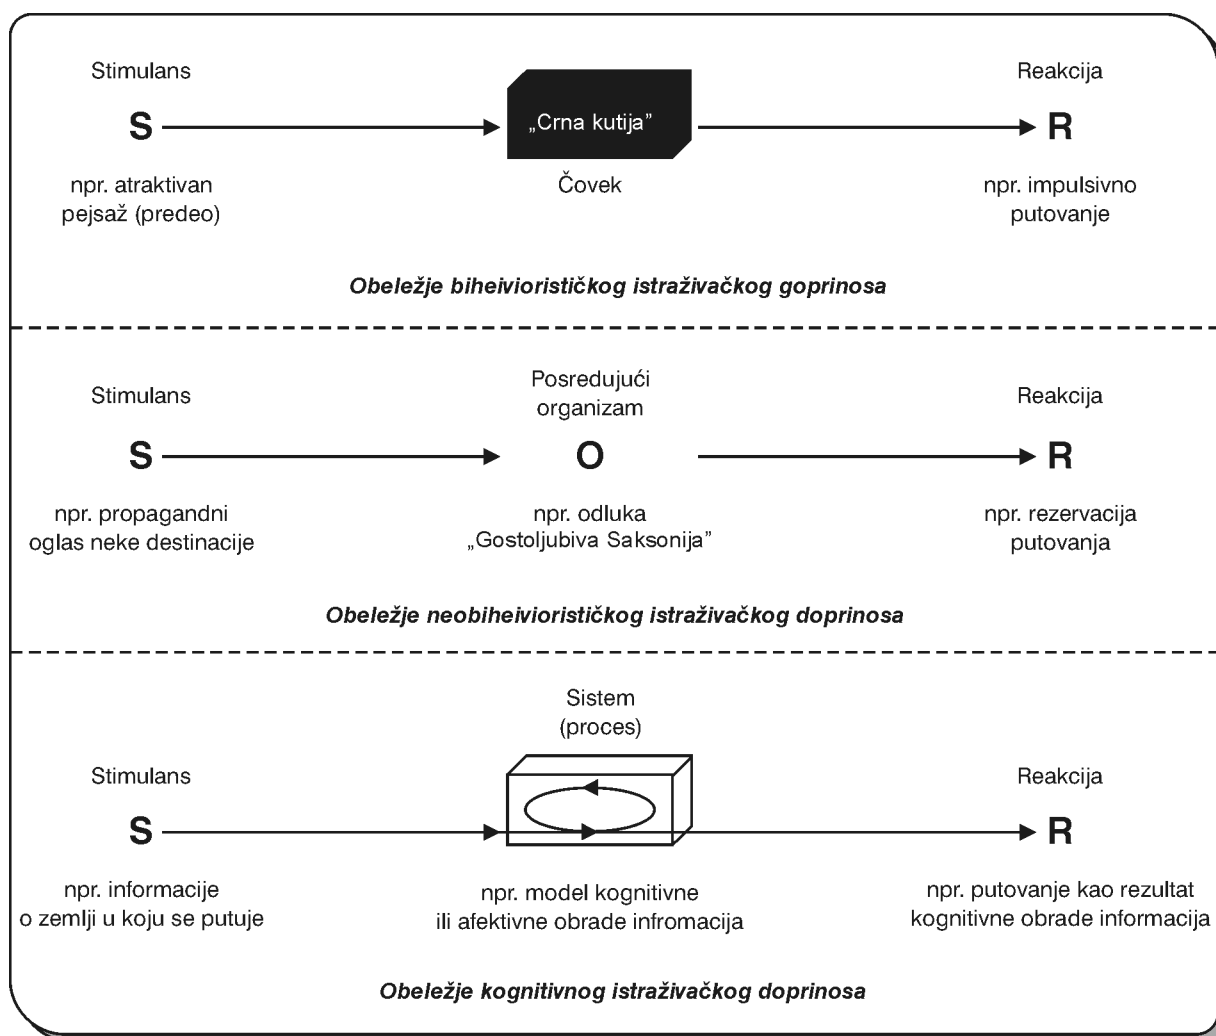 Stimulans
Reakcija
S
„Crna kutija”
R
npr. atraktivan
pejsaž (predeo)
Čovek
npr. impulsivno
putovanje
Obeležje biheiviorističkog istraživačkog goprinosa
Stimulans
Posredujući
organizam
Reakcija
S
O
R
npr. propagandni
oglas neke destinacije
npr. odluka
„Gostoljubiva Saksonija”
npr. rezervacija
putovanja
Obeležje neobiheiviorističkog istraživačkog doprinosa
Sistem
(proces)
Stimulans
Reakcija
S
R
npr. informacije
o zemlji u koju se putuje
npr. model kognitivne
ili afektivne obrade infromacija
npr. putovanje kao rezultat
kognitivne obrade informacija
Obeležje kognitivnog istraživačkog doprinosa